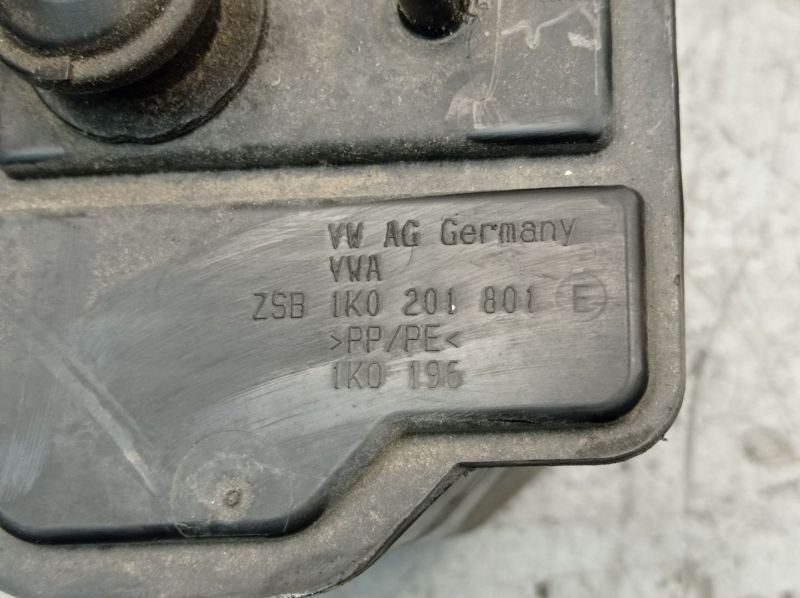 VW AG Germany
VWA
ZSB 1K0 201 801 E
>PP/PE<
1K0 196